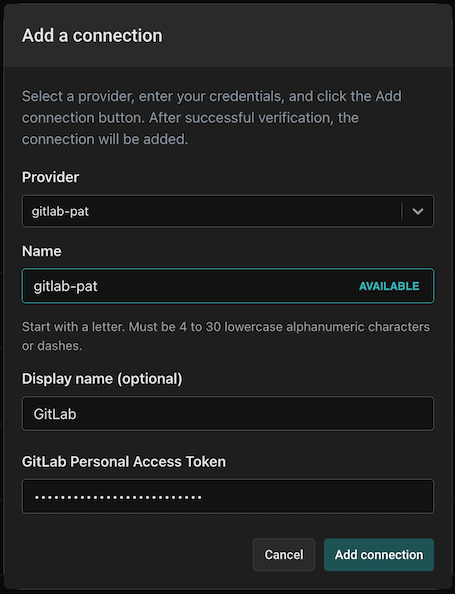 Add a connection
Select a provider, enter your credentials, and click the Add
connection button. After successful verification, the
connection will be added.
Provider
gitlab-pat
Name
gitlab-pat AVAILABLE
Start with a letter. Must be 4 to 30 lowercase alphanumeric characters
or dashes.
Display name (optional)
GitLab
GitLab Personal Access Token
••••••••••••••••••••••••••
Cancel Add connection